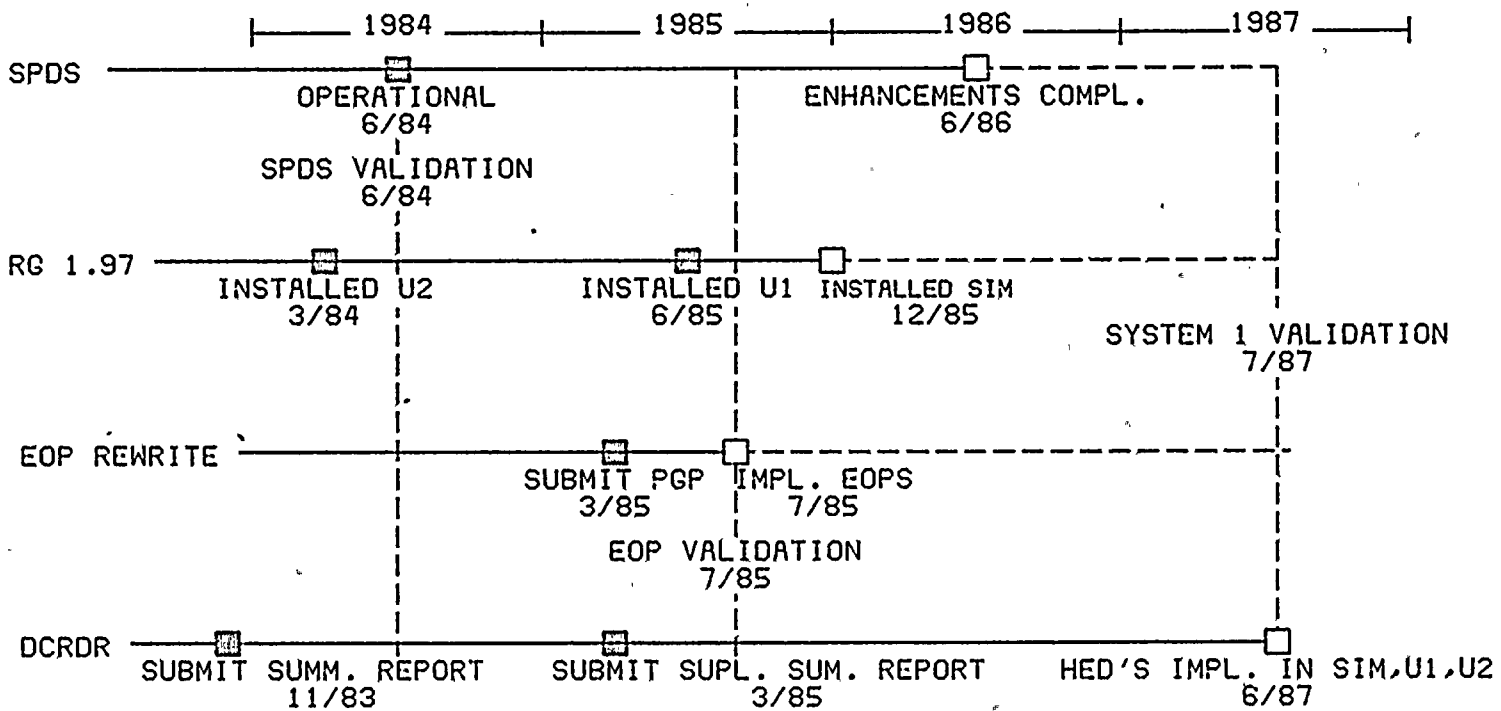 1984 1985 1986 1987
SPDS
OPERATIONAL
6/84
ENHANCEMENTS COMPL.
6/86
SPDS VALIDATION
6/84
RG 1.97
INSTALLED U2
3/84
INSTALLED U1
6/85
INSTALLED SIM
12/85
SYSTEM 1 VALIDATION
7/87
EOP REWRITE
SUBMIT PGP
3/85
IMPL. EOPS
7/85
EOP VALIDATION
7/85
DCRDR
SUBMIT SUMM. REPORT
11/83
SUBMIT SUPL. SUM. REPORT
3/85
HED'S IMPL. IN SIM,U1,U2
6/87